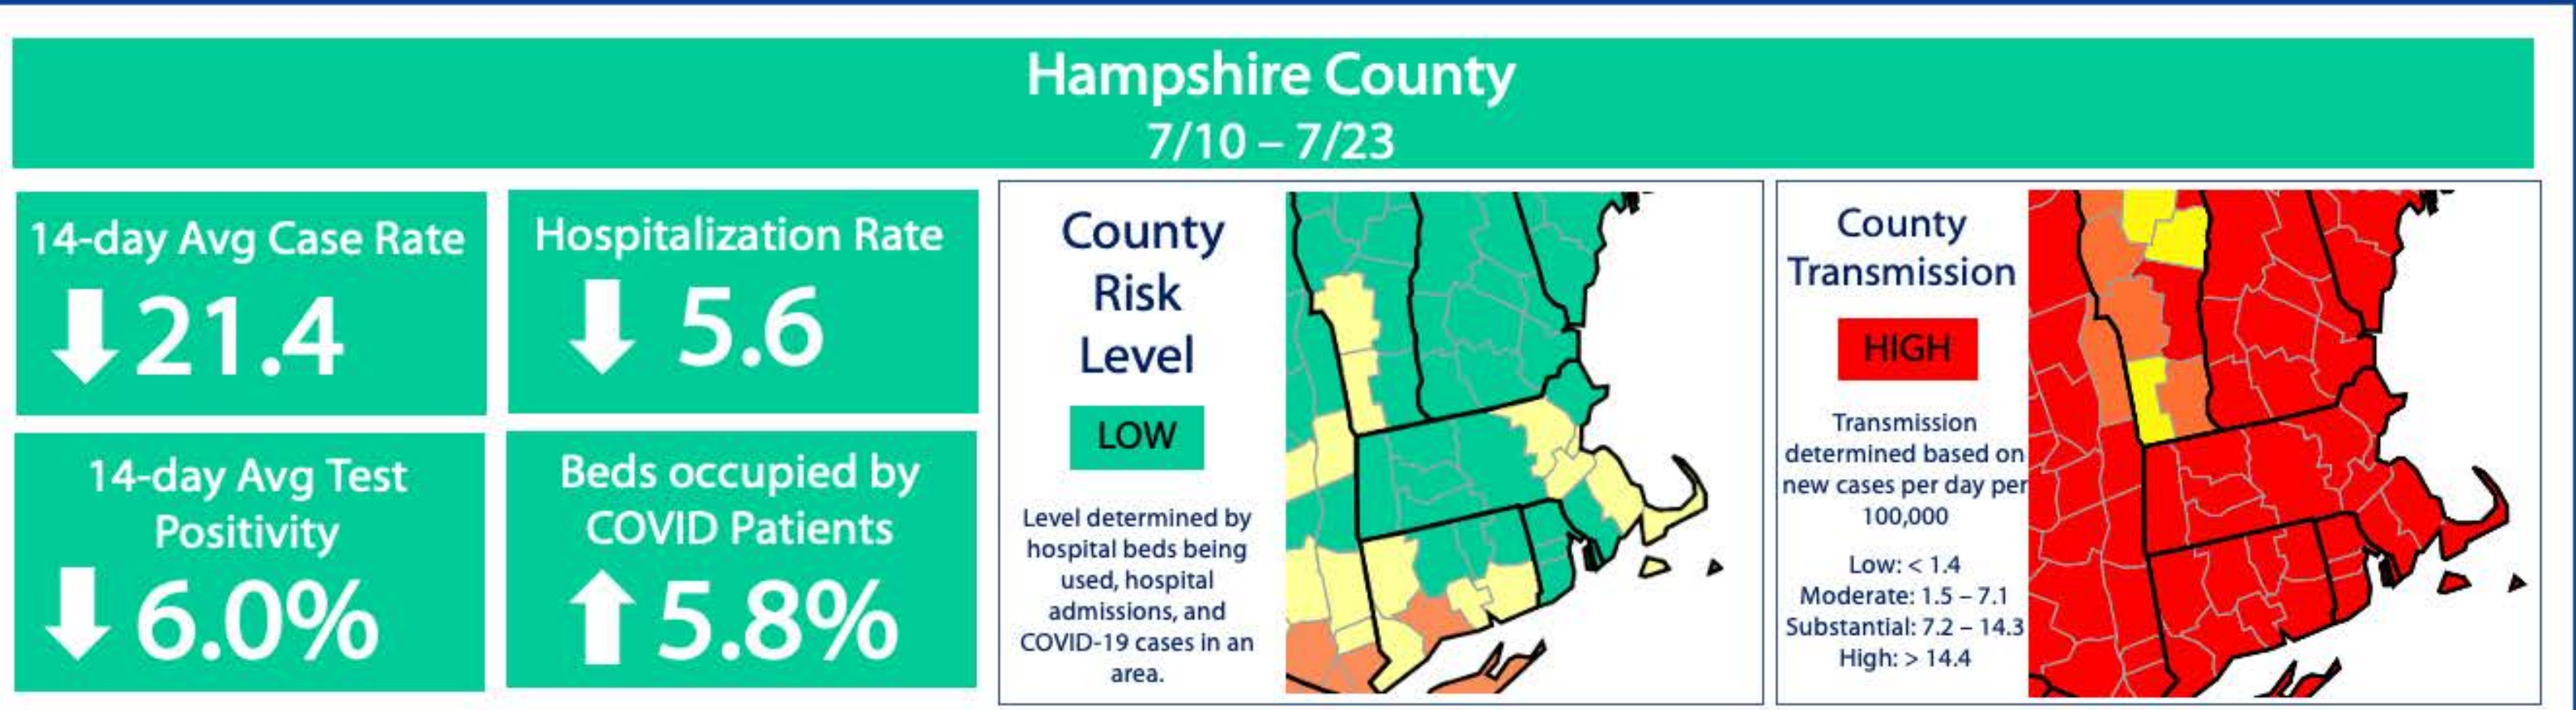 Hampshire County
7/10 – 7/23
14-day Avg Case Rate
21.4
Hospitalization Rate
5.6
14-day Avg Test
Positivity
6.0%
Beds occupied by
COVID Patients
5.8%
County
Risk
Level
LOW
Level determined by
hospital beds being
used, hospital
admissions, and
COVID-19 cases in an
area.
County
Transmission
HIGH
Transmission
determined based on
new cases per day per
100,000
Low: < 1.4
Moderate: 1.5 – 7.1
Substantial: 7.2 – 14.3
High: > 14.4